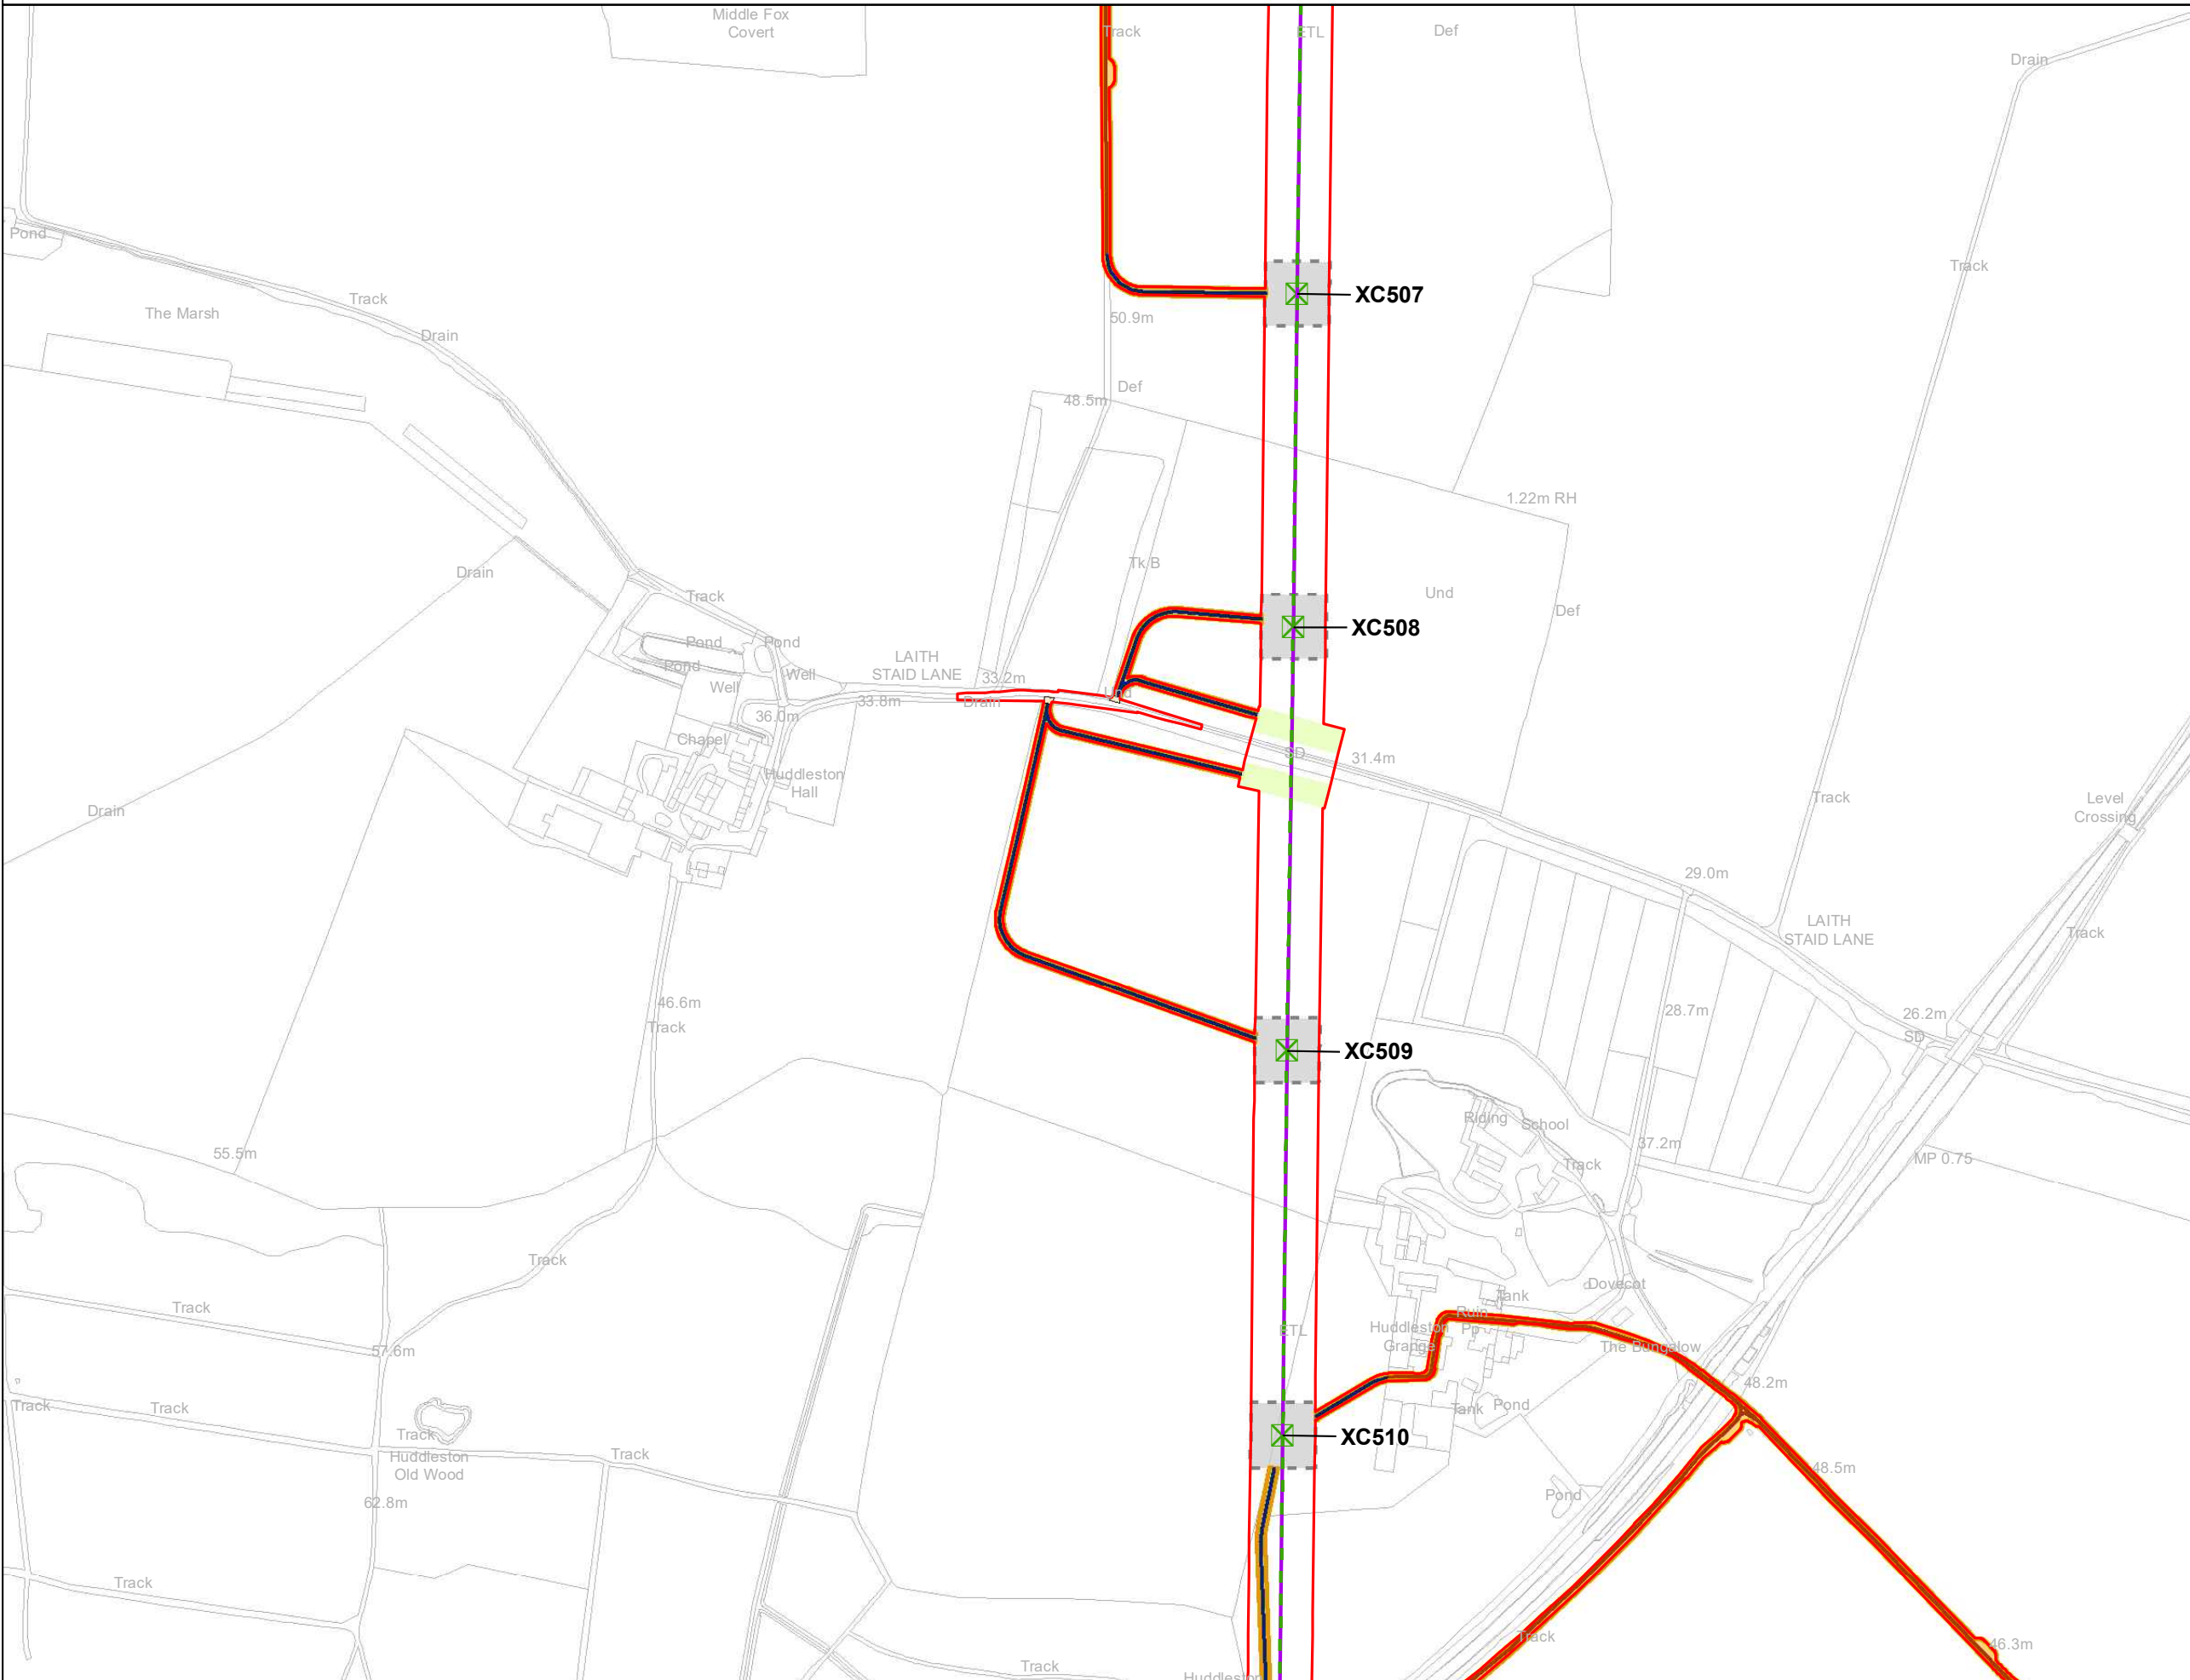 Middle Fox
Covert
Track
ETL
Def
Drain
Pond
Track
Track
The Marsh
Drain
XC507
50.9m
Def
48.5m
1.22m RH
Tk B
Drain
Track
Und
Def
XC508
Pond
Pond
Pond
Well
Well
LAITH
STAID LANE
33.2m
33.8m
Drain
Und
36.0m
Chapel
SD
31.4m
Huddleston
Hall
Drain
Track
Level
Crossing
29.0m
LAITH
STAID LANE
Track
46.6m
Track
28.7m
26.2m
SD
XC509
Riding
School
Track
37.2m
MP 0.75
55.5m
Track
Track
Dovecot
Tank
Ruin
Pp
ETL
Huddleston
Grange
The Bungalow
57.6m
48.2m
Track
Track
Track
Huddleston
Old Wood
Track
62.8m
Tank
Pond
XC510
48.5m
Pond
Track
Track
46.3m
Track
Huddleston